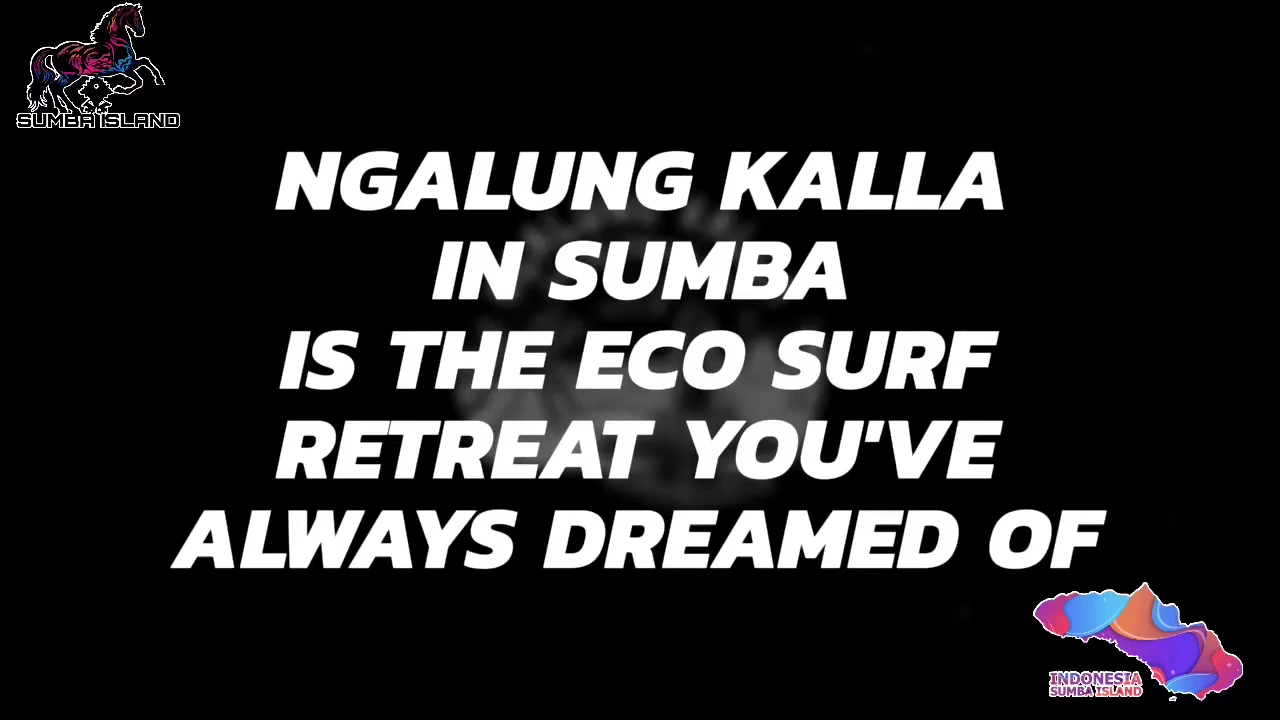 SUMBA ISLAND
NGALUNG KALLA
IN SUMBA
IS THE ECO SURF
RETREAT YOU'VE
ALWAYS DREAMED OF
INDONESIA
SUMBA ISLAND